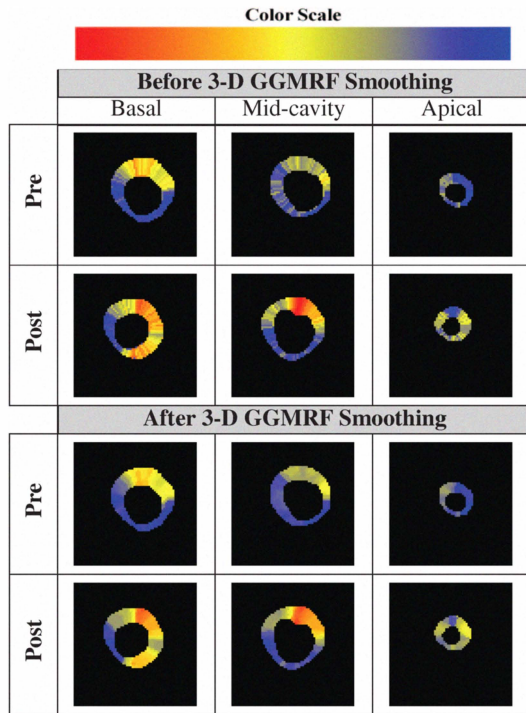 Color Scale
Before 3-D GGMRF Smoothing
Basal Mid-cavity Apical
Pre
Post
After 3-D GGMRF Smoothing
Pre
Post